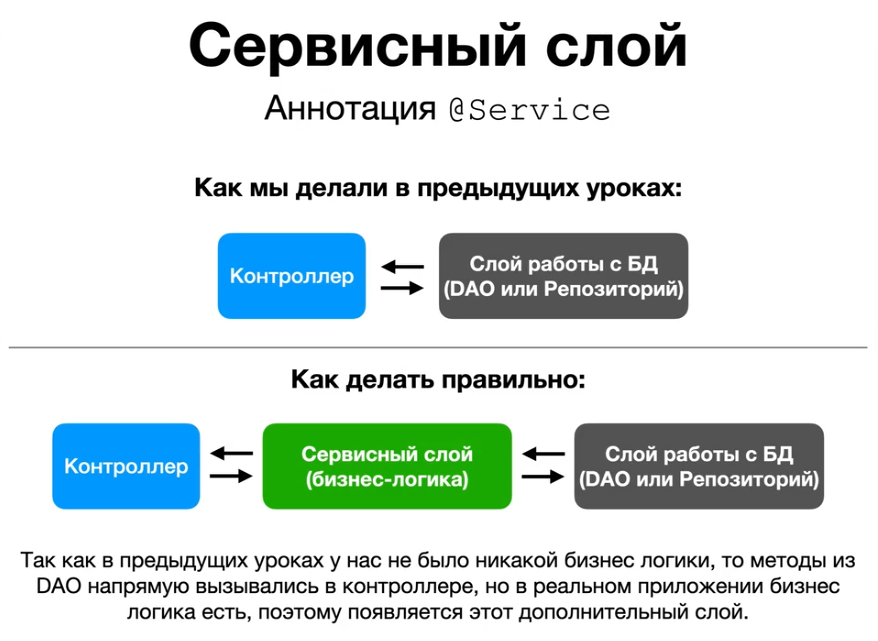 Сервисный слой
Аннотация @Service
Как мы делали в предыдущих уроках:
Контроллер
Слой работы с БД
(DAO или Репозиторий)
Как делать правильно:
Контроллер
Сервисный слой
(бизнес-логика)
Слой работы с БД
(DAO или Репозиторий)
Так как в предыдущих уроках у нас не было никакой бизнес логики, то методы из
DAO напрямую вызывались в контроллере, но в реальном приложении бизнес
логика есть, поэтому появляется этот дополнительный слой.